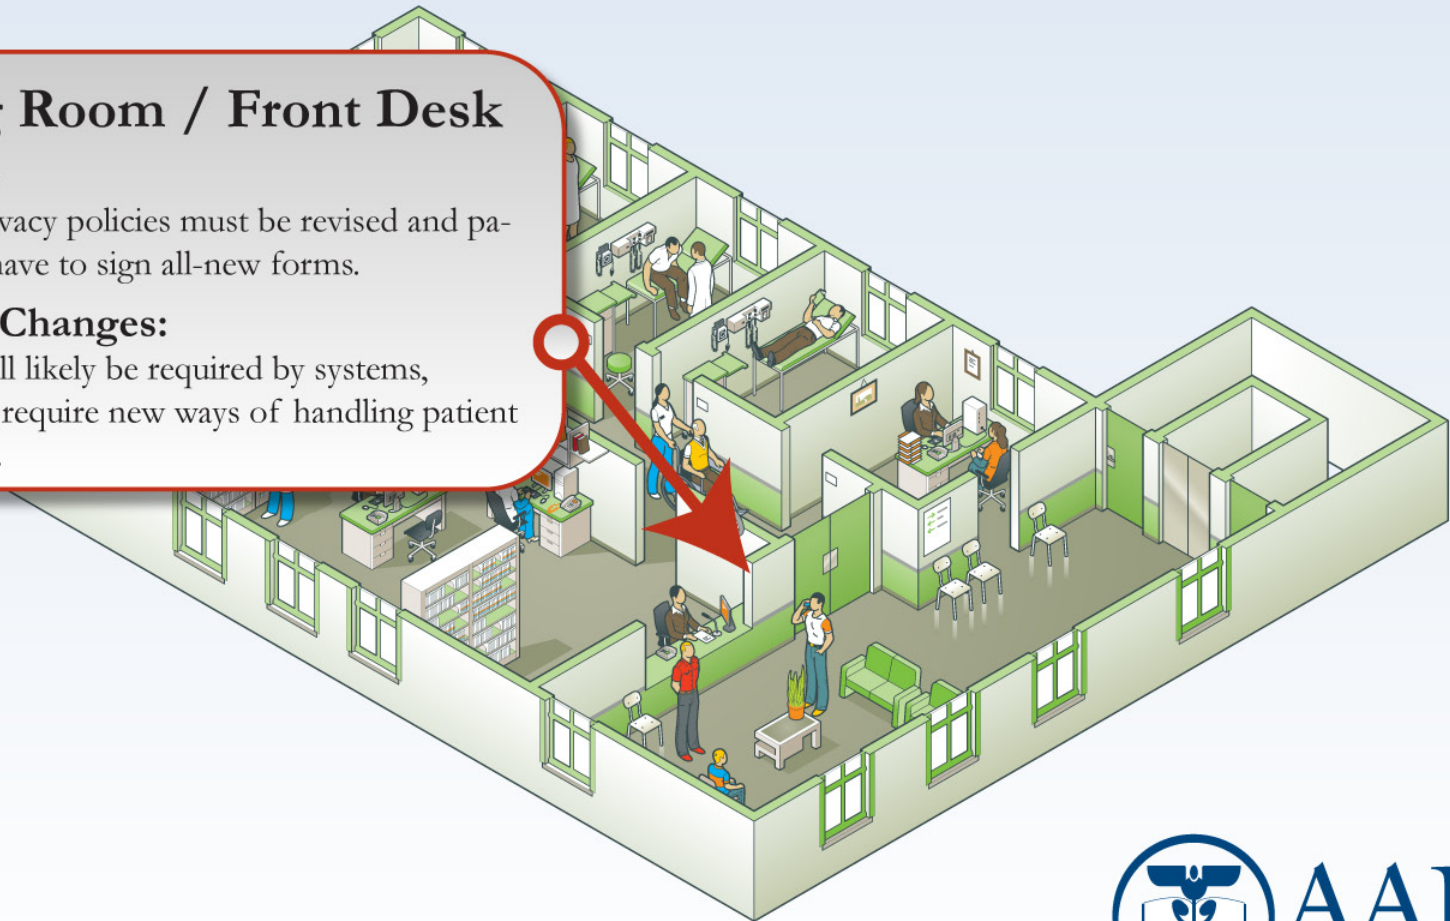 Room / Front Desk
vacy policies must be revised and pa-
have to sign all-new forms.
Changes:
ll likely be required by systems,
require new ways of handling patient
AA